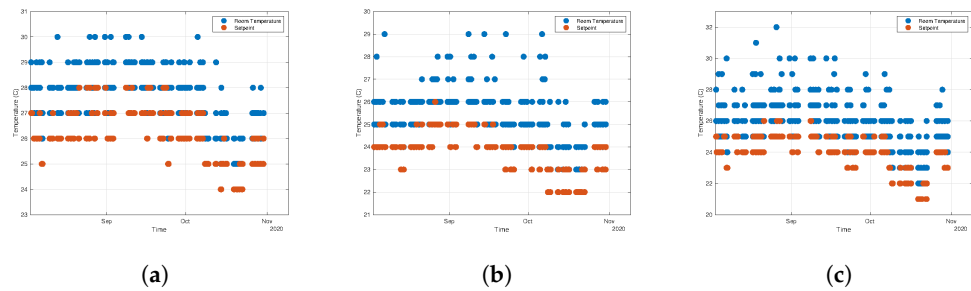 31
30
29
28
27
26
25
24
23
Temperature (C)
Sep
Oct
Nov
2020
Time
Room Temperature
Setpoint
(a)
30
29
28
27
26
25
24
23
22
21
Temperature (C)
Sep
Oct
Nov
2020
Time
Room Temperature
Setpoint
(b)
32
30
28
26
24
22
20
Temperature (C)
Sep
Oct
Nov
2020
Time
Room Temperature
Setpoint
(c)